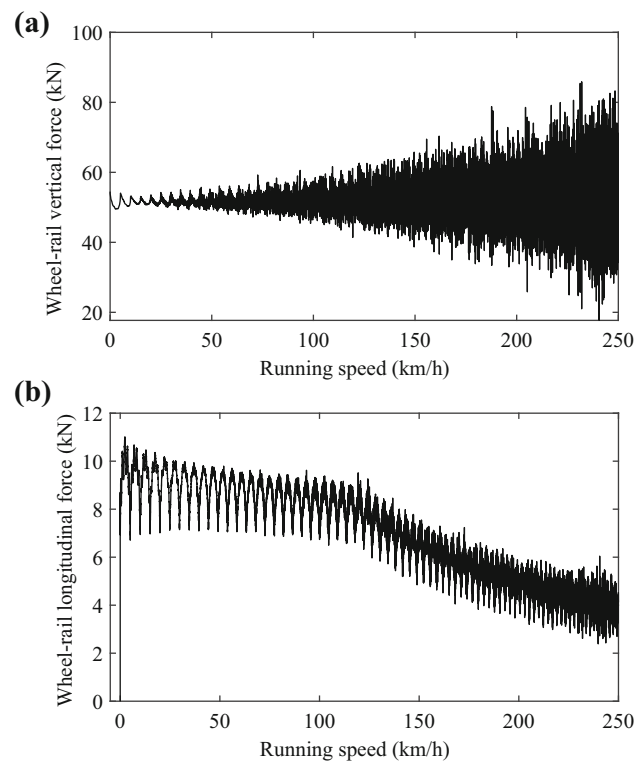 (a)
100
80
60
40
20
Wheel-rail vertical force (kN)
0 50 100 150 200 250
Running speed (km/h)
(b)
12
10
8
6
4
2
0
Wheel-rail longitudinal force (kN)
0 50 100 150 200 250
Running speed (km/h)